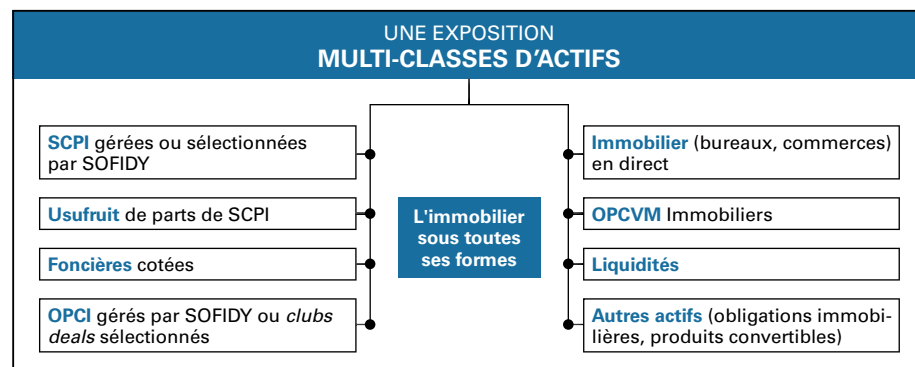 UNE EXPOSITION
MULTI-CLASSES D'ACTIFS
SCPI gérées ou sélectionnées
par SOFIDY
Usufruit de parts de SCPI
Foncières cotées
OPCI gérés par SOFIDY ou clubs
deals sélectionnés
L'immobilier
sous toutes
ses formes
Immobilier (bureaux, commerces)
en direct
OPCVM Immobiliers
Liquidités
Autres actifs (obligations immobi-
lières, produits convertibles)